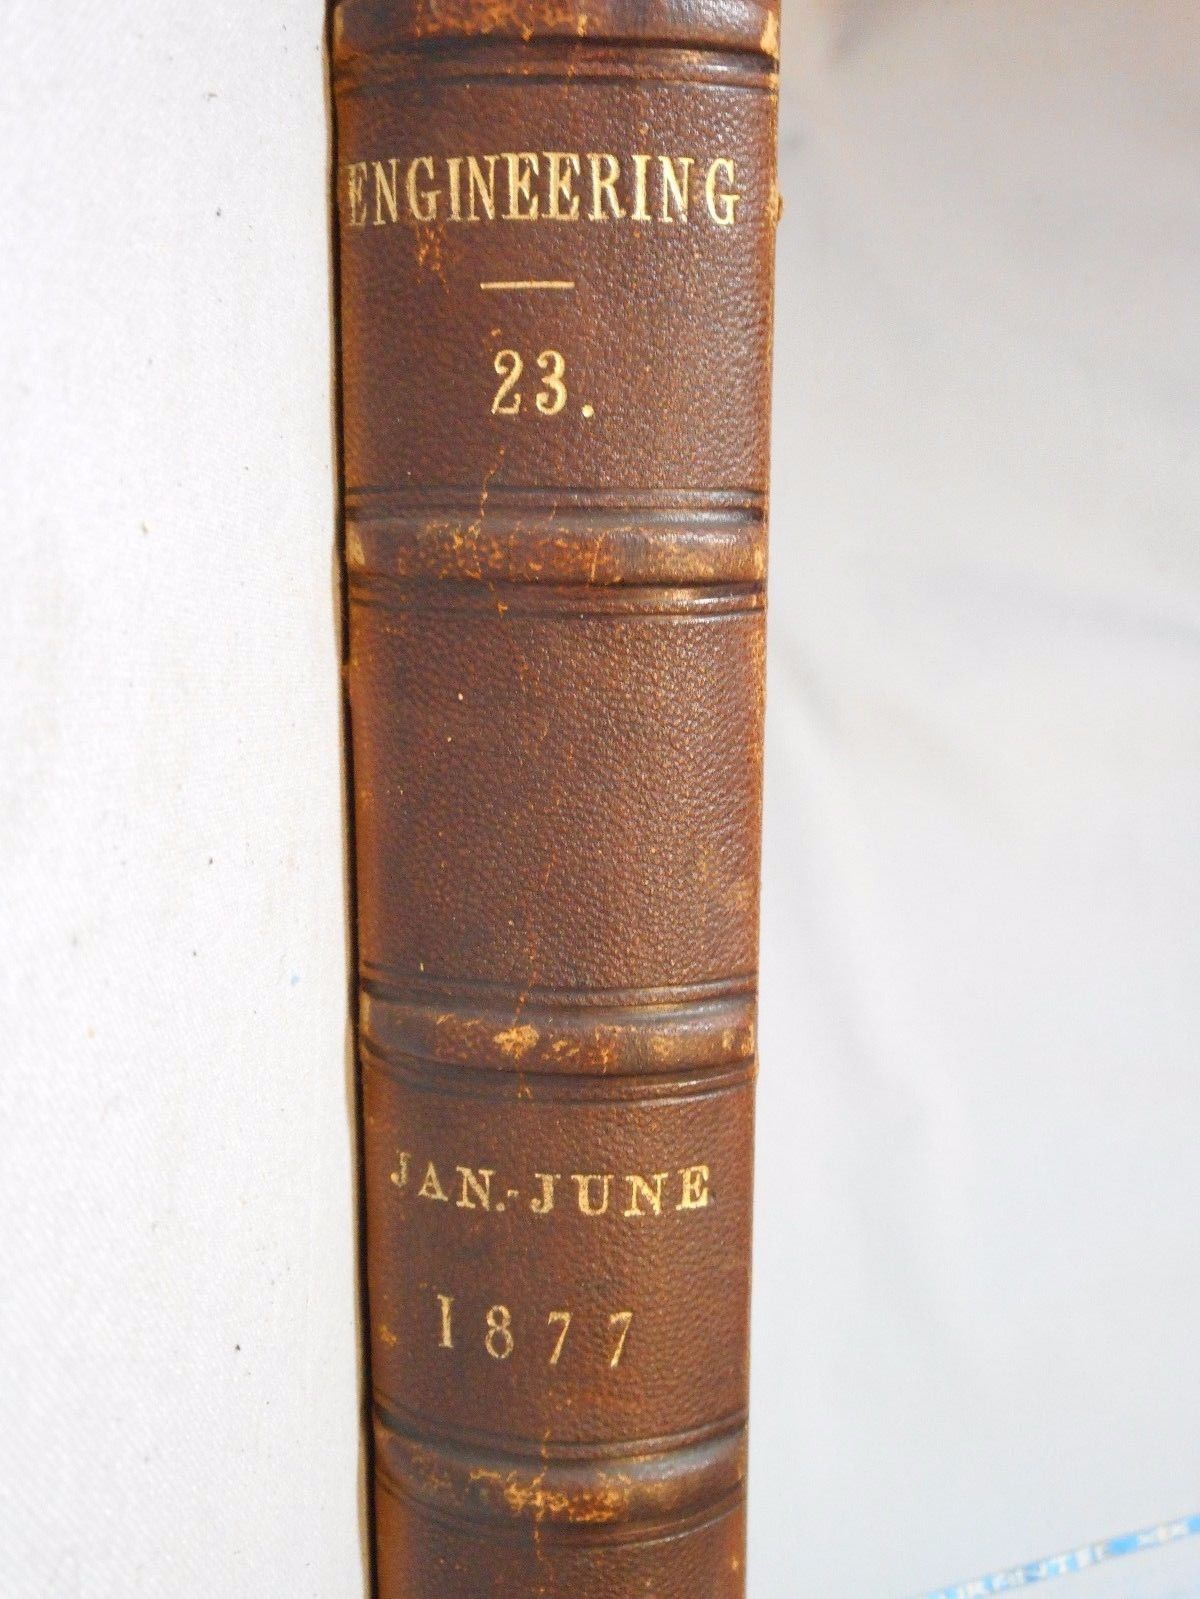 ENGINEERING
23.
JAN.-JUNE
1877